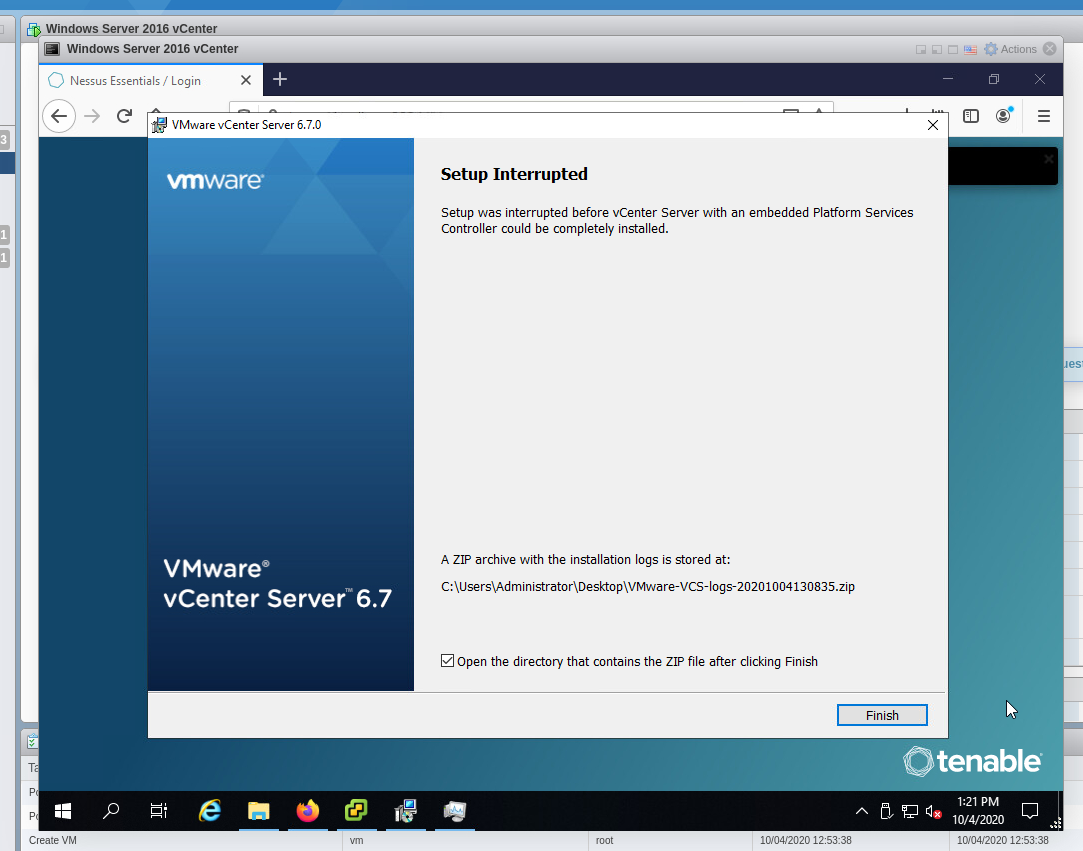 Windows Server 2016 vCenter
Windows Server 2016 vCenter
Actions
Nessus Essentials / Login
VMware vCenter Server 6.7.0
vmware®
Setup Interrupted
Setup was interrupted before vCenter Server with an embedded Platform Services
Controller could be completely installed.
3
1
1
A ZIP archive with the installation logs is stored at:
C:\Users\Administrator\Desktop\VMware-VCS-logs-20201004130835.zip
VMware®
vCenter Server™ 6.7
Open the directory that contains the ZIP file after clicking Finish
Finish
tenable
1:21 PM
10/4/2020
Create VM vm root 10/04/2020 12:53:38 10/04/2020 12:53:38